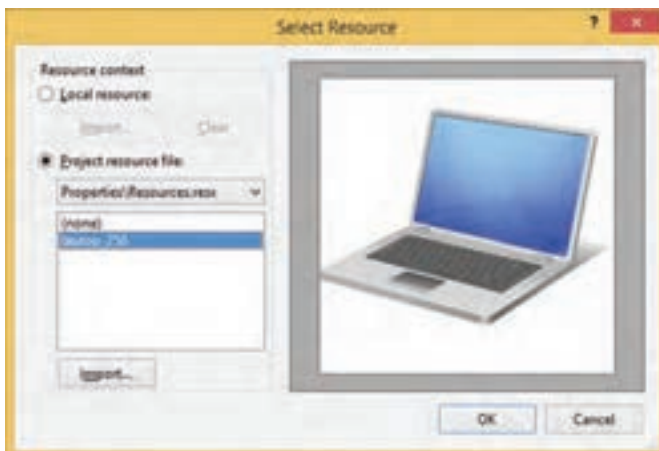 Select Resource
?
Resource context
Local resource:
Import...
Clear
Project resource file:
Properties\Resources.resx
(none)
laptop-256
Import...
OK
Cancel